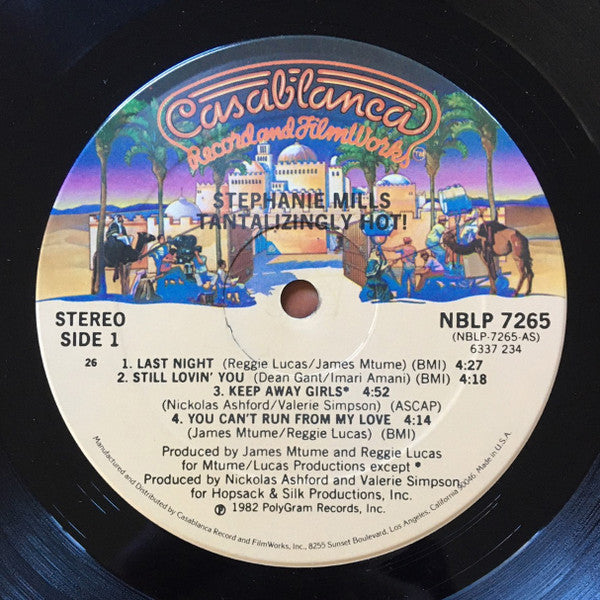 Casablanca
Record and FilmWorks
TM
STEPHANIE MILLS
TANTALIZINGLY HOT!
STEREO
SIDE 1
NBLP 7265
(NBLP-7265-AS)
6337 234
26
1. LAST NIGHT (Reggie Lucas/James Mtume) (BMI) 4:27
2. STILL LOVIN' YOU (Dean Gant/Imari Amani) (BMI) 4:18
3. KEEP AWAY GIRLS* 4:52
(Nickolas Ashford/Valerie Simpson) (ASCAP)
4. YOU CAN'T RUN FROM MY LOVE 4:14
(James Mtume/Reggie Lucas) (BMI)
Produced by James Mtume and Reggie Lucas
for Mtume/Lucas Productions except *
Produced by Nickolas Ashford and Valerie Simpson
for Hopsack & Silk Productions, Inc.
℗ 1982 PolyGram Records, Inc.
Manufactured and Distributed by Casablanca Record and FilmWorks, Inc., 8255 Sunset Boulevard, Los Angeles, California 90046 Made in U.S.A.